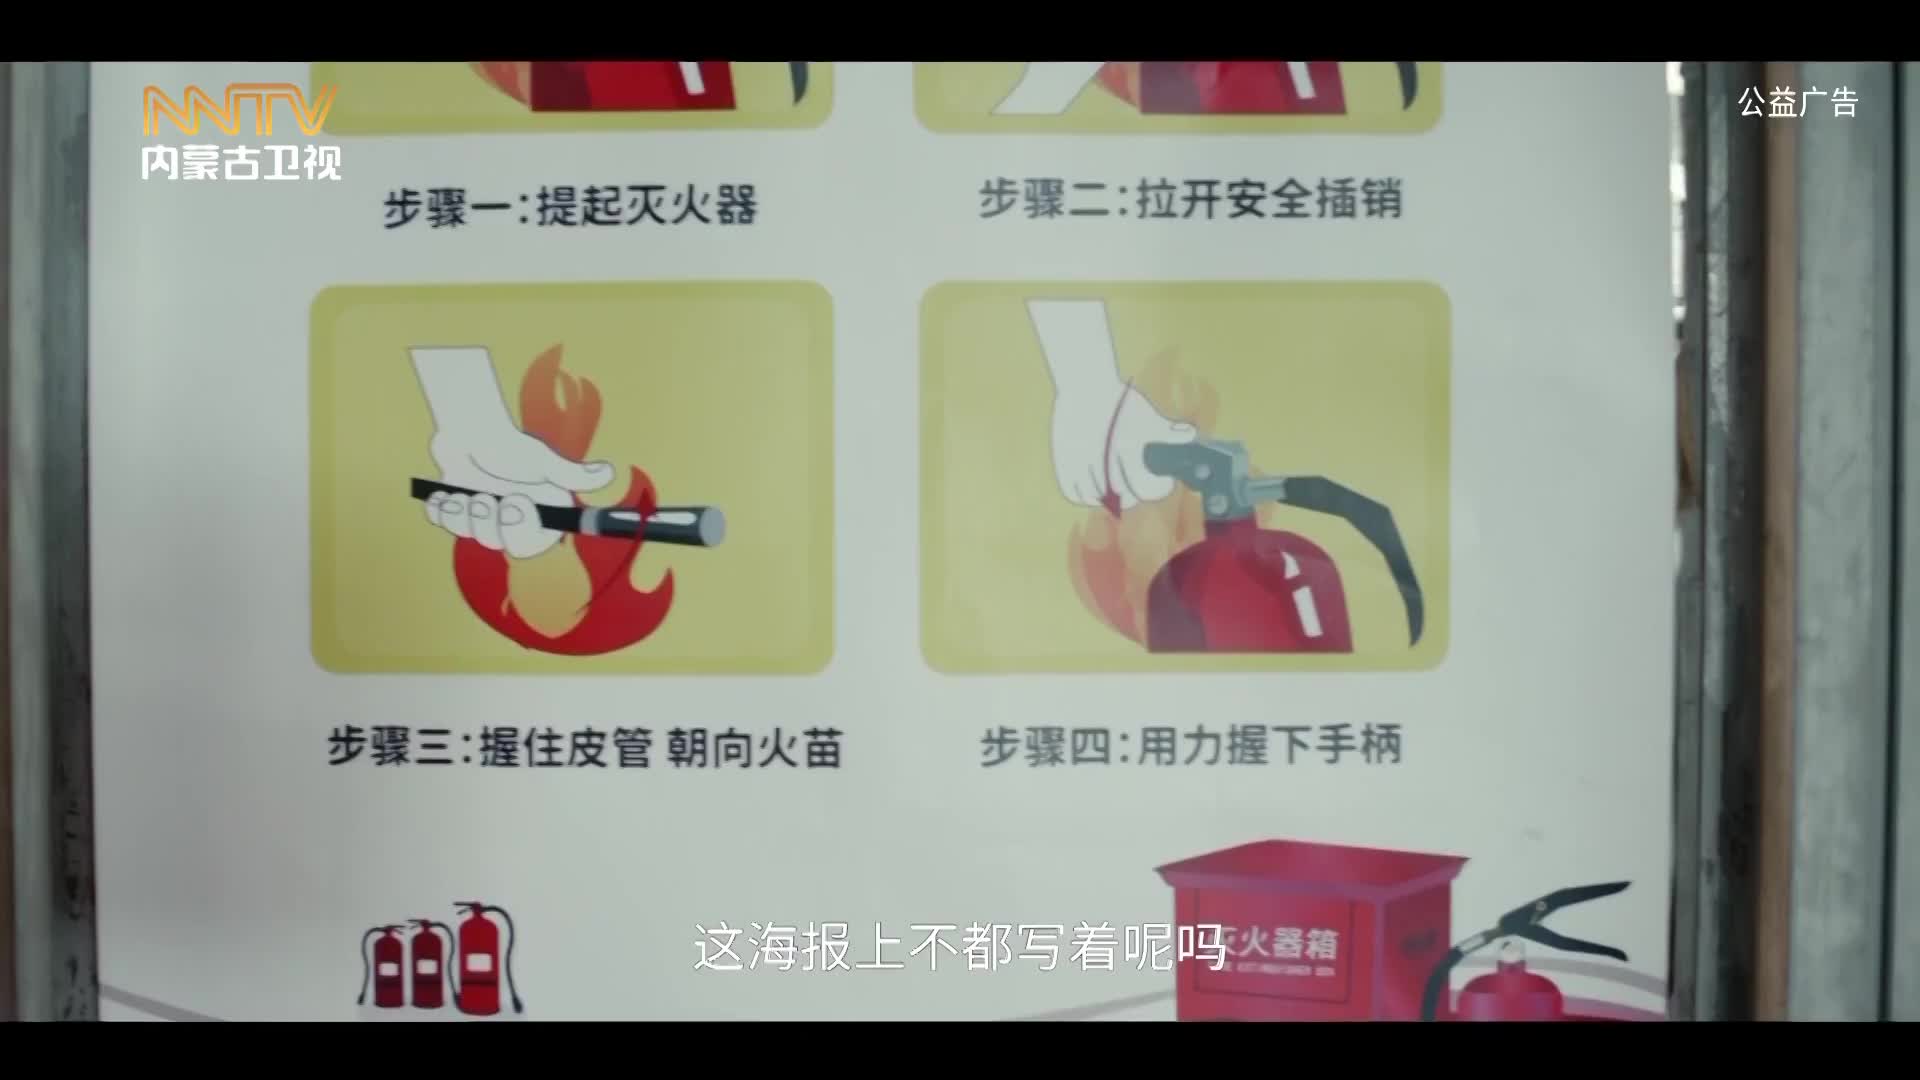 NMTV
内蒙古卫视
公益广告
步骤一:提起灭火器
步骤二:拉开安全插销
步骤三:握住皮管 朝向火苗
步骤四:用力握下手柄
灭火器箱
这海报上不都写着呢吗